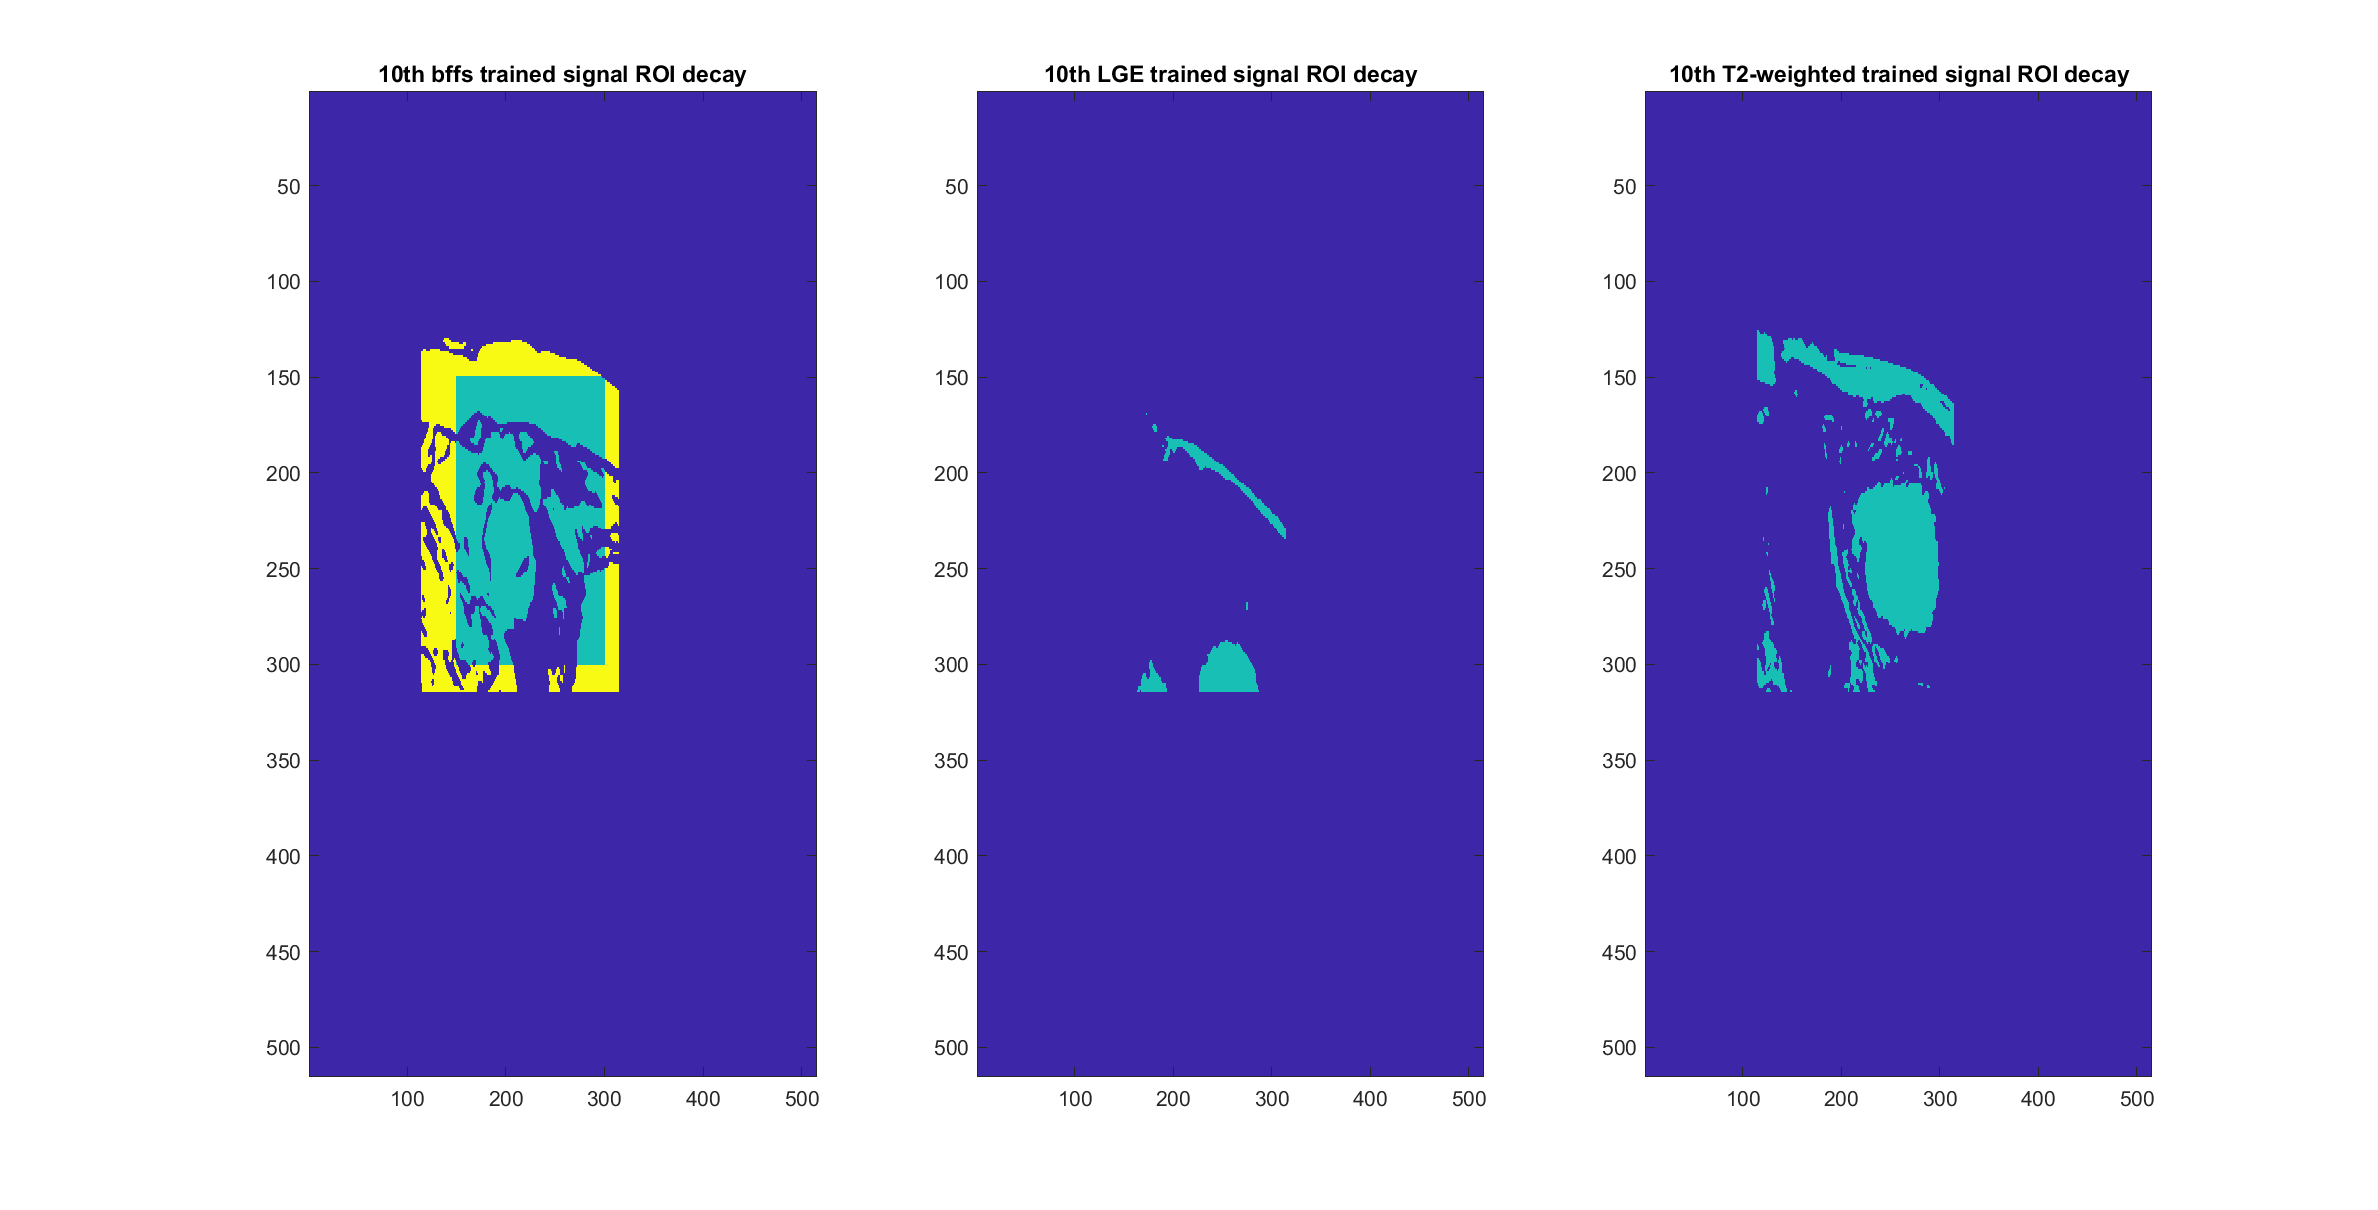 10th bffs trained signal ROI decay
10th LGE trained signal ROI decay
10th T2-weighted trained signal ROI decay
50 50 50
100 100 100
150 150 150
200 200 200
250 250 250
300 300 300
350 350 350
400 400 400
450 450 450
500 500 500
100 200 300 400 500 100 200 300 400 500 100 200 300 400 500